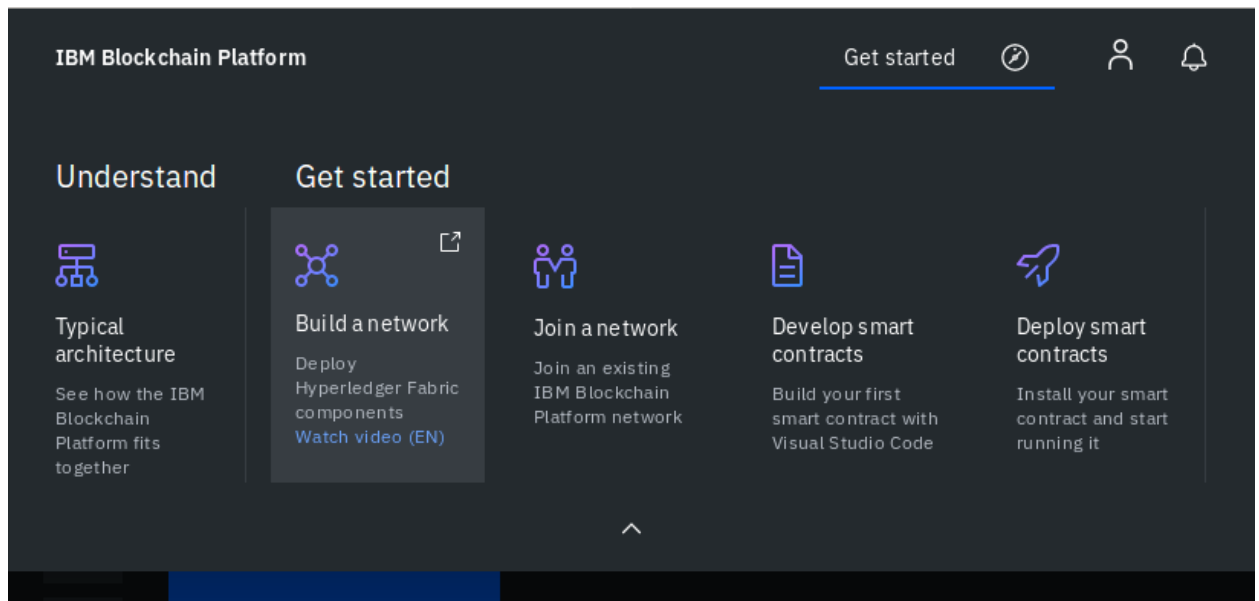 IBM Blockchain Platform
Get started
Understand
Get started
Typical
architecture
See how the IBM
Blockchain
Platform fits
together
Build a network
Deploy
Hyperledger Fabric
components
Watch video (EN)
Join a network
Join an existing
IBM Blockchain
Platform network
Develop smart
contracts
Build your first
smart contract with
Visual Studio Code
Deploy smart
contracts
Install your smart
contract and start
running it